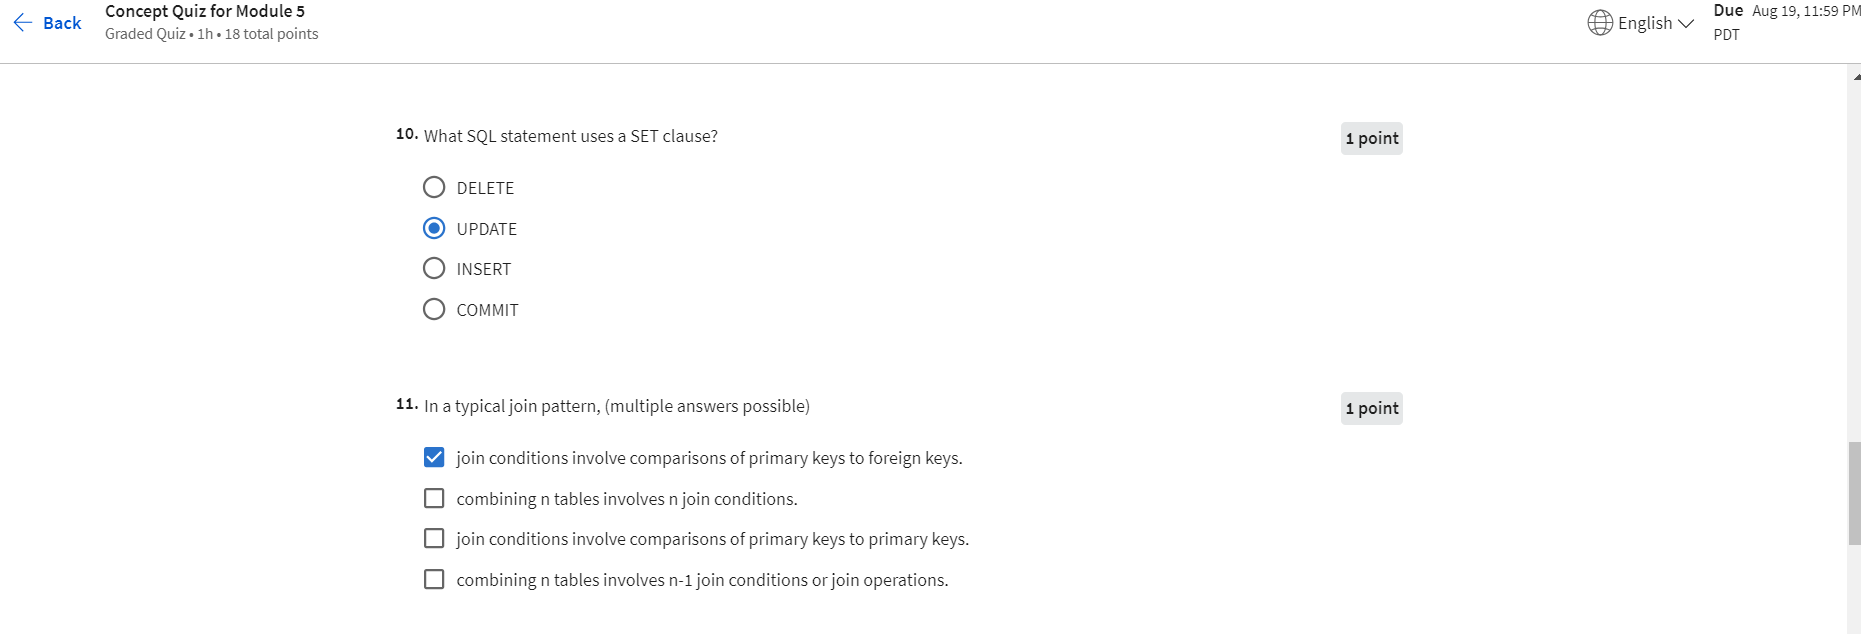 Back
Concept Quiz for Module 5
Graded Quiz • 1h • 18 total points
English
Due Aug 19, 11:59 PM
PDT
10. What SQL statement uses a SET clause?
1 point
DELETE
UPDATE
INSERT
COMMIT
11. In a typical join pattern, (multiple answers possible)
1 point
join conditions involve comparisons of primary keys to foreign keys.
combining n tables involves n join conditions.
join conditions involve comparisons of primary keys to primary keys.
combining n tables involves n-1 join conditions or join operations.